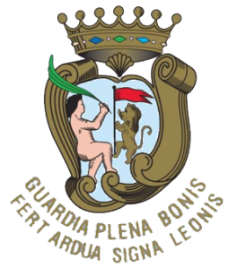 GUARDIA PLENA BONIS
FERT ARDUA SIGNA LEONIS